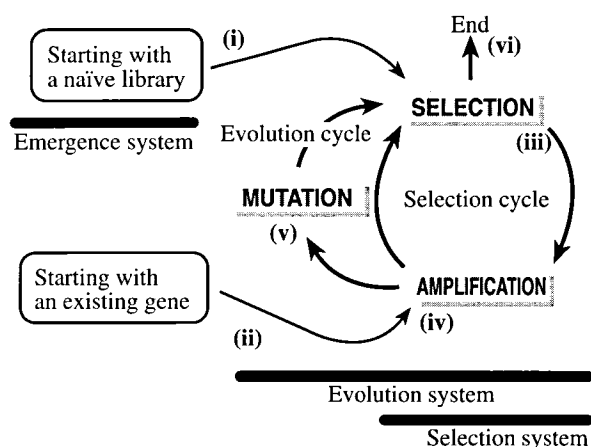 Starting with
a naïve library
(i)
End
(vi)
SELECTION
(iii)
Emergence system
Evolution cycle
MUTATION
(v)
Selection cycle
Starting with
an existing gene
(ii)
AMPLIFICATION
(iv)
Evolution system
Selection system